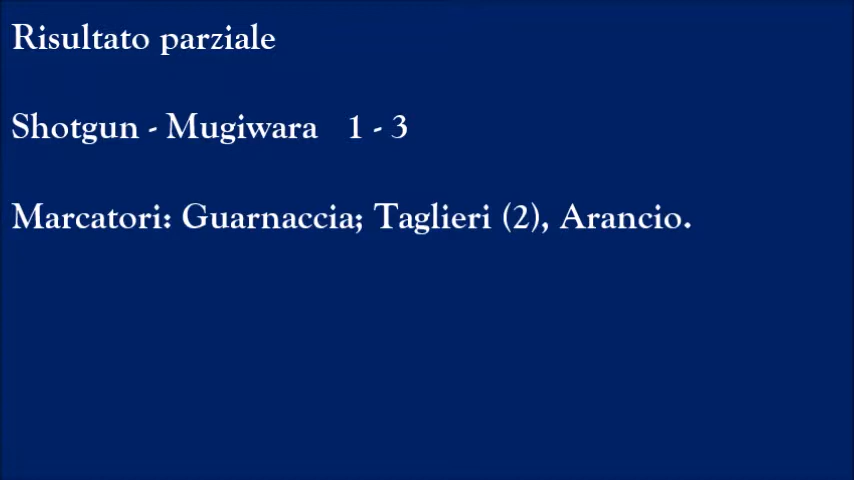 Risultato parziale
Shotgun - Mugiwara 1 - 3
Marcatori: Guarnaccia; Taglieri (2), Arancio.